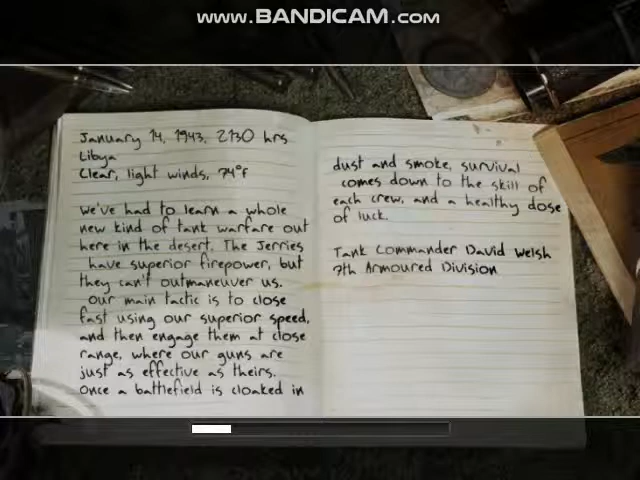 www.BANDICAM.com
January 14, 1943, 2130 hrs
Libya
Clear, light winds, 74°F
We've had to learn a whole
new kind of tank warfare out
here in the desert. The Jerries
have superior firepower, but
they can't outmaneuver us.
Our main tactic is to close
fast using our superior speed,
and then engage them at close
range, where our guns are
just as effective as theirs.
Once a battlefield is cloaked in
dust and smoke, survival
comes down to the skill of
each crew, and a healthy dose
of luck.
Tank Commander David Welsh
7th Armoured Division